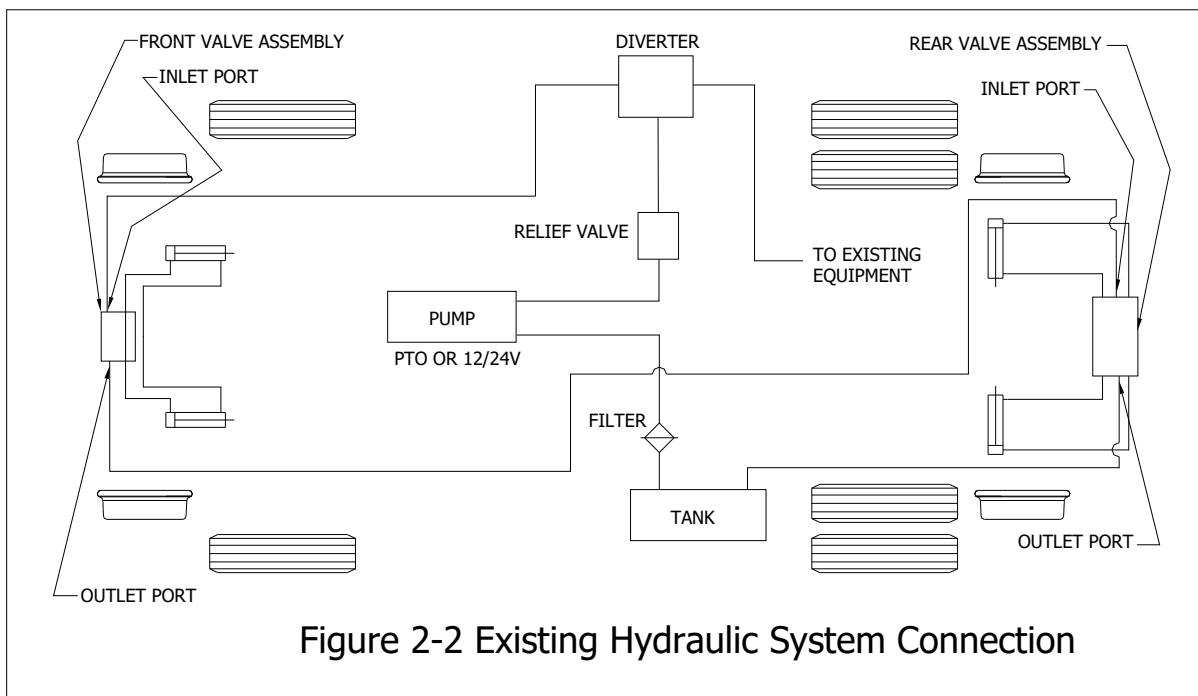 FRONT VALVE ASSEMBLY
INLET PORT
DIVERTER
REAR VALVE ASSEMBLY
INLET PORT
RELIEF VALVE
TO EXISTING
EQUIPMENT
PUMP
PTO OR 12/24V
FILTER
TANK
OUTLET PORT
OUTLET PORT
Figure 2-2 Existing Hydraulic System Connection